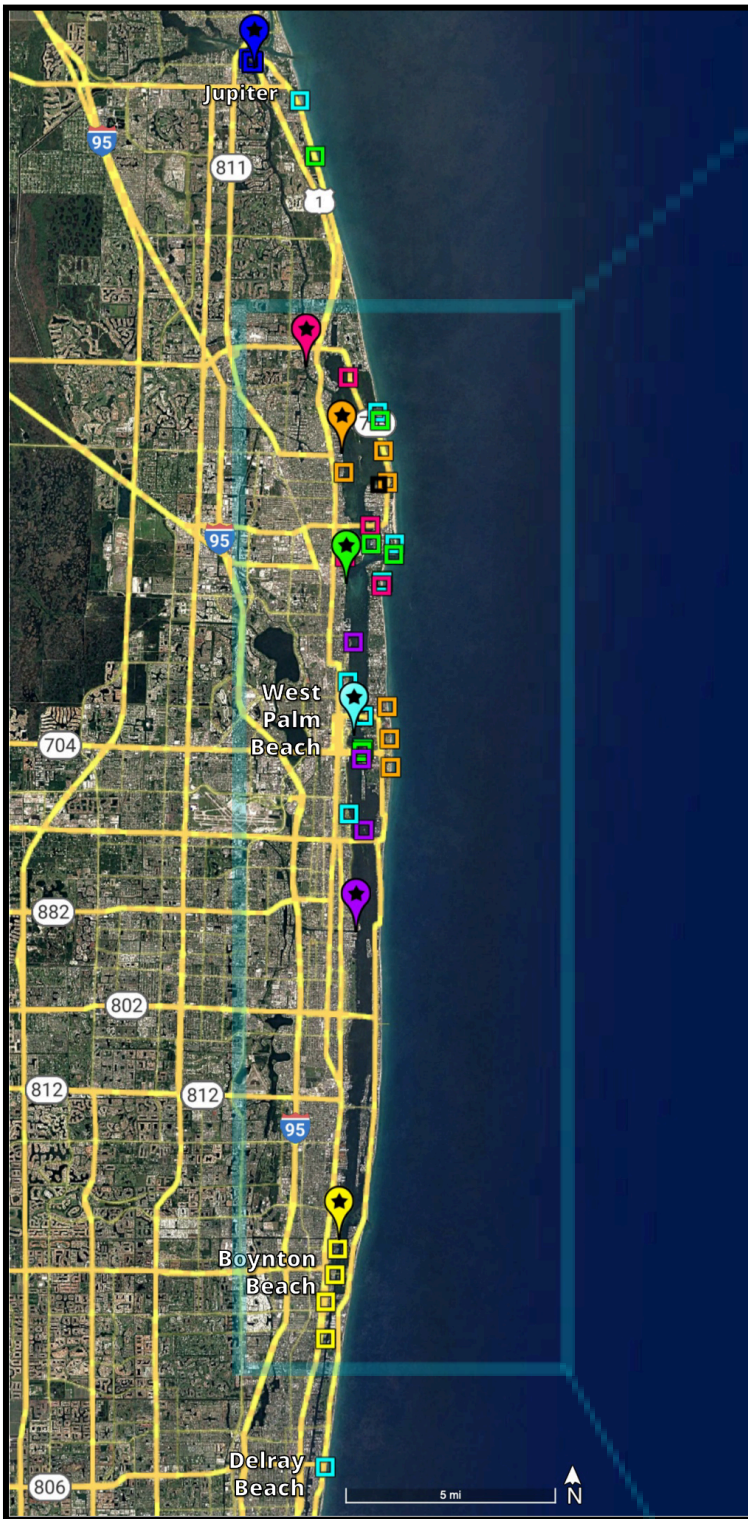 Jupiter
95
811
1
95
West
Palm
Beach
704
882
802
812
812
95
Boynton
Beach
Delray
Beach
806
5 mi
N